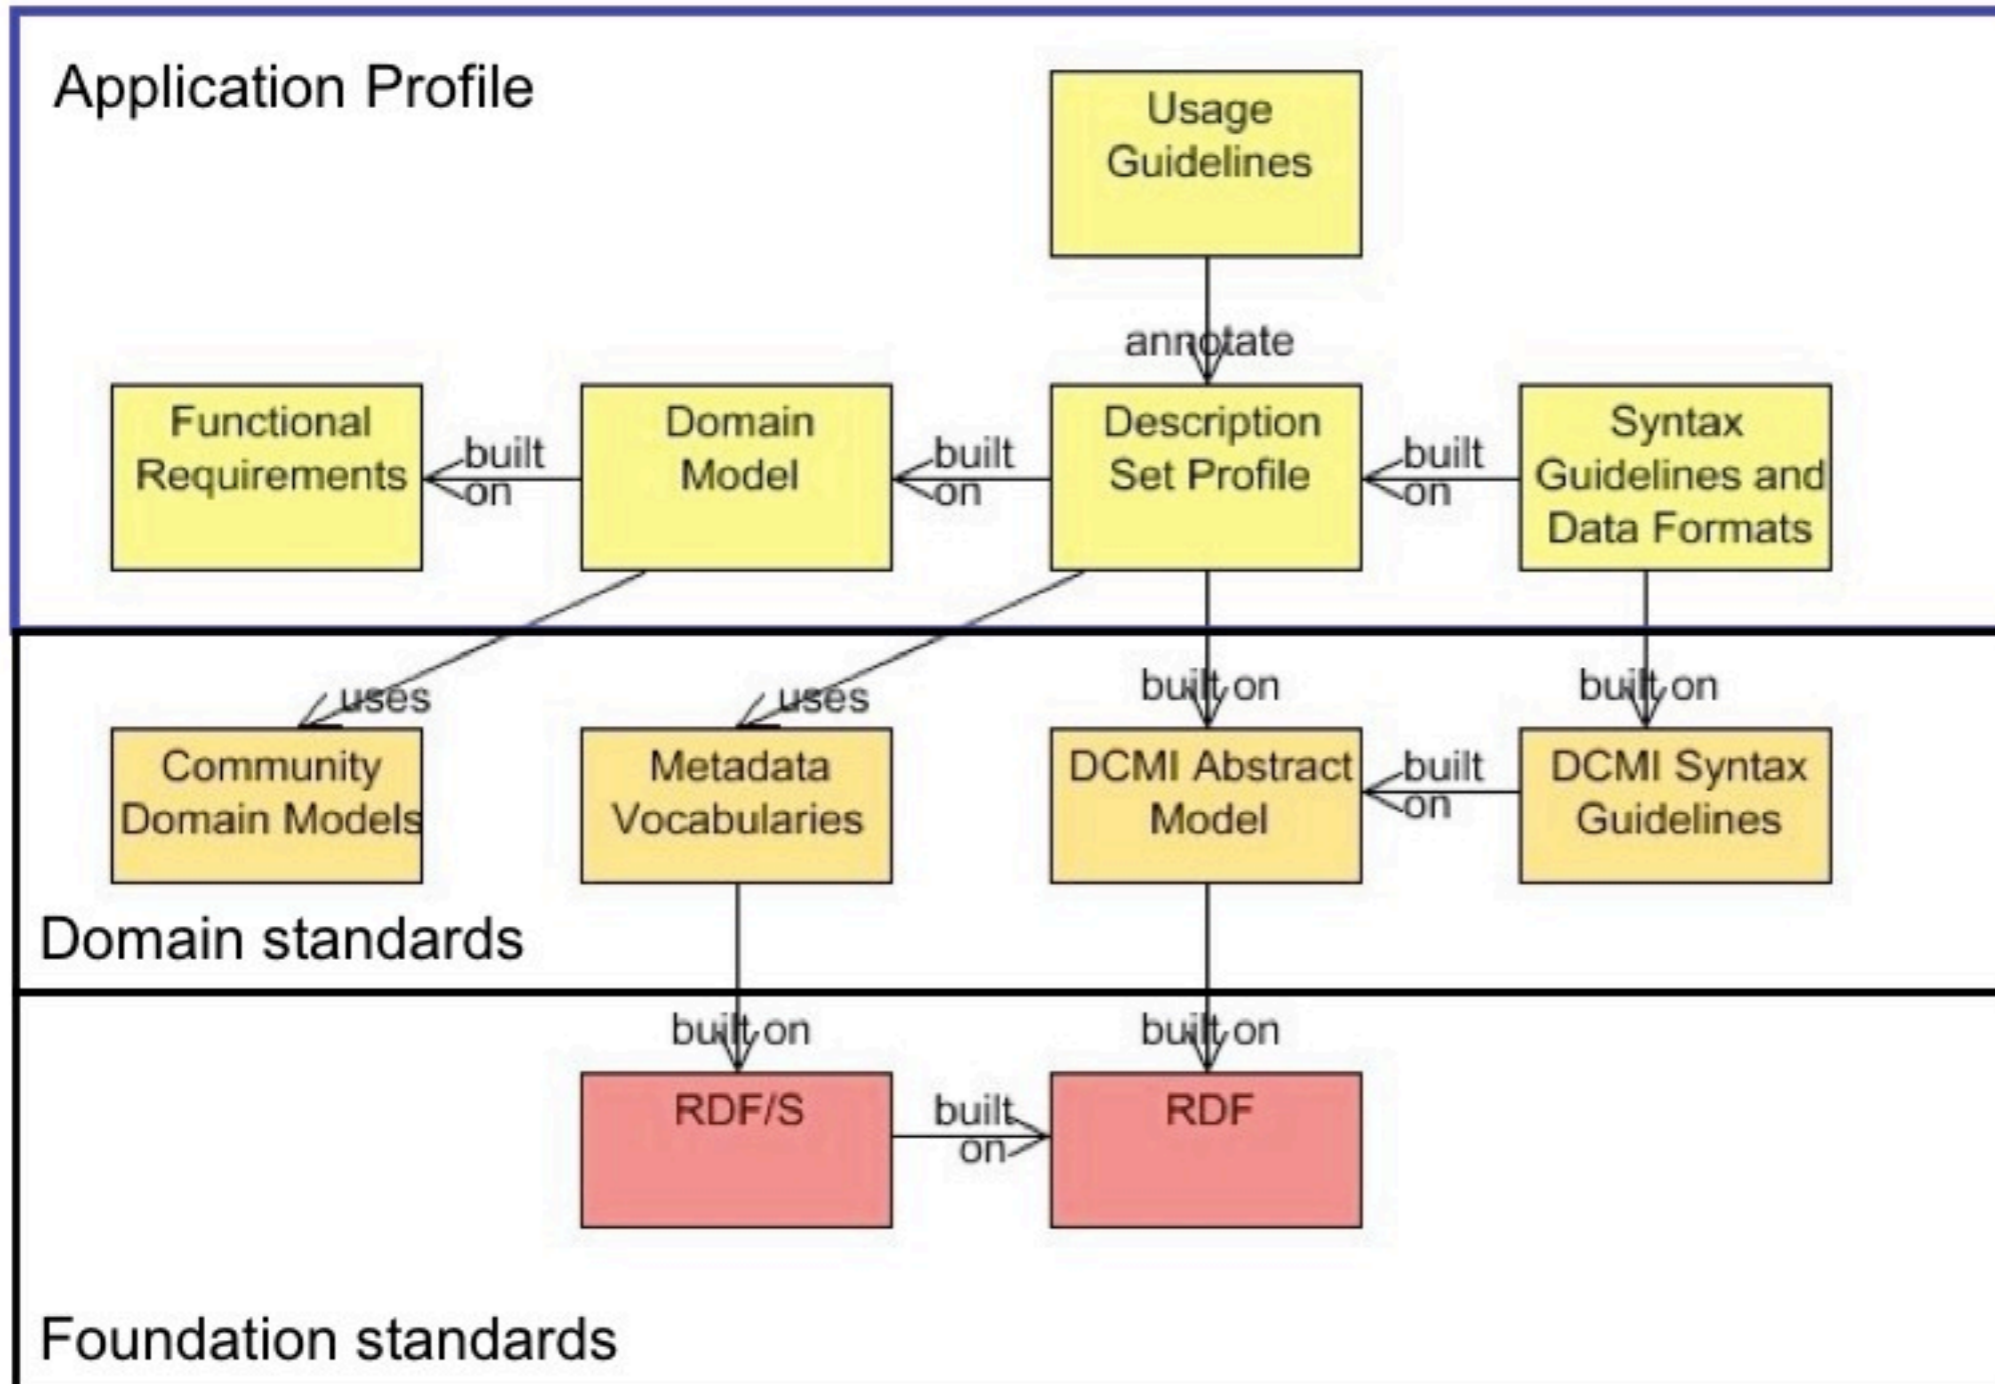 Application Profile
Usage
Guidelines
annotate
Functional
Requirements
built
on
Domain
Model
built
on
Description
Set Profile
built
on
Syntax
Guidelines and
Data Formats
uses
uses
built on
built on
Community
Domain Models
Metadata
Vocabularies
DCMI Abstract
Model
built
on
DCMI Syntax
Guidelines
Domain standards
built on
built on
RDF/S
built
on
RDF
Foundation standards